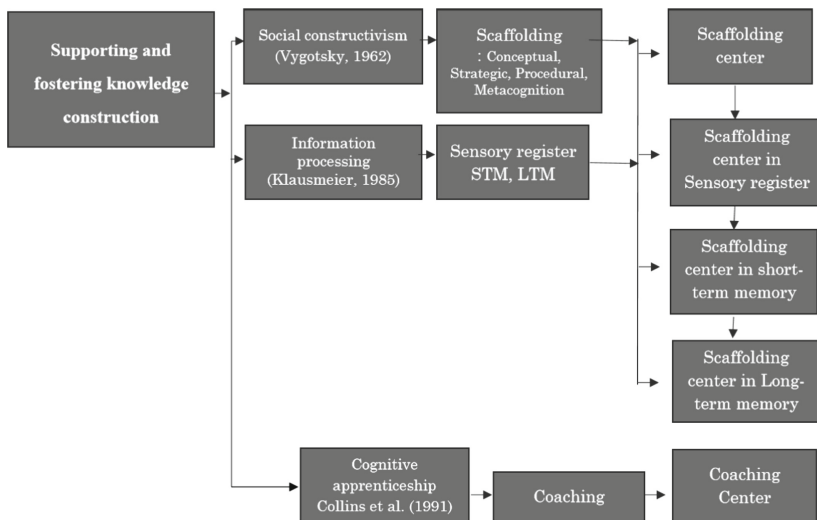 Supporting and
fostering knowledge
construction
Social constructivism
(Vygotsky, 1962)
Scaffolding
: Conceptual,
Strategic, Procedural,
Metacognition
Scaffolding
center
Information
processing
(Klausmeier, 1985)
Sensory register
STM, LTM
Scaffolding
center in
Sensory register
Scaffolding
center in short-
term memory
Scaffolding
center in Long-
term memory
Cognitive
apprenticeship
Collins et al. (1991)
Coaching
Coaching
Center